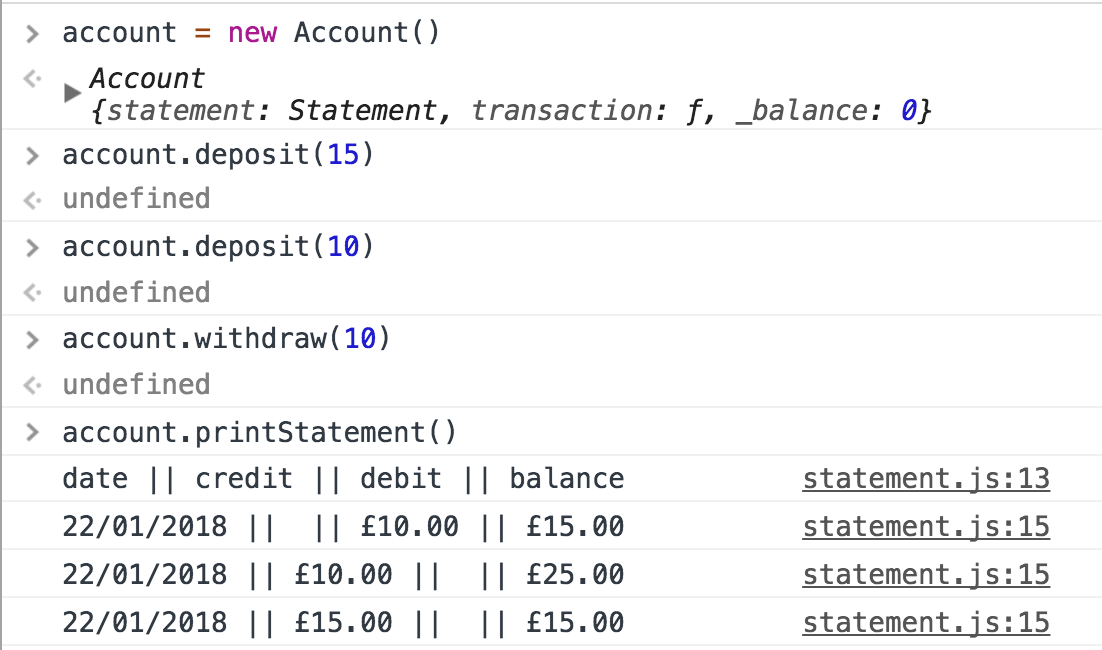 > account = new Account()
<· ▶ Account
{statement: Statement, transaction: ƒ, _balance: 0}
> account.deposit(15)
<· undefined
> account.deposit(10)
<· undefined
> account.withdraw(10)
<· undefined
> account.printStatement()
date || credit || debit || balance statement.js:13
22/01/2018 ||  || £10.00 || £15.00 statement.js:15
22/01/2018 || £10.00 ||  || £25.00 statement.js:15
22/01/2018 || £15.00 ||  || £15.00 statement.js:15